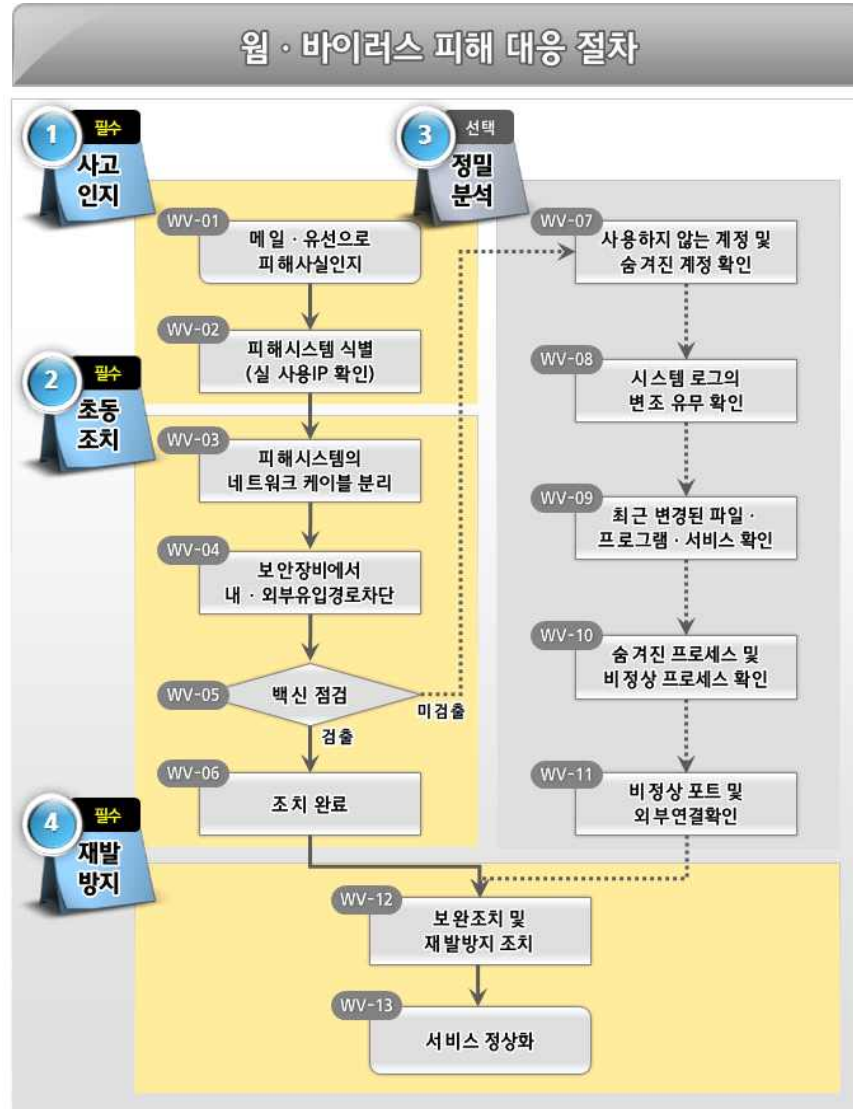 웜 · 바이러스 피해 대응 절차
1
필수
사고
인지
WV-01
메일 · 유선으로
피해사실인지
WV-02
피해시스템 식별
(실 사용IP 확인)
2
필수
초동
조치
WV-03
피해시스템의
네트워크 케이블 분리
WV-04
보안장비에서
내 · 외부유입경로차단
WV-05
백신 점검
미검출
검출
WV-06
조치 완료
3
선택
정밀
분석
WV-07
사용하지 않는 계정 및
숨겨진 계정 확인
WV-08
시스템 로그의
변조 유무 확인
WV-09
최근 변경된 파일 ·
프로그램 · 서비스 확인
WV-10
숨겨진 프로세스 및
비정상 프로세스 확인
WV-11
비정상 포트 및
외부연결확인
4
필수
재발
방지
WV-12
보완조치 및
재발방지 조치
WV-13
서비스 정상화